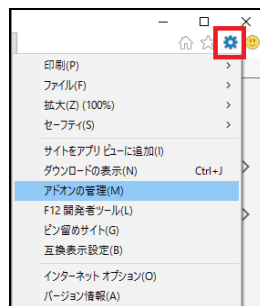 印刷(P)
ファイル(F)
拡大(Z) (100%)
セーフティ(S)
サイトをアプリ ビューに追加(I)
ダウンロードの表示(N) Ctrl+J
アドオンの管理(M)
F12 開発者ツール(L)
ピン留めサイト(G)
互換表示設定(B)
インターネット オプション(O)
バージョン情報(A)